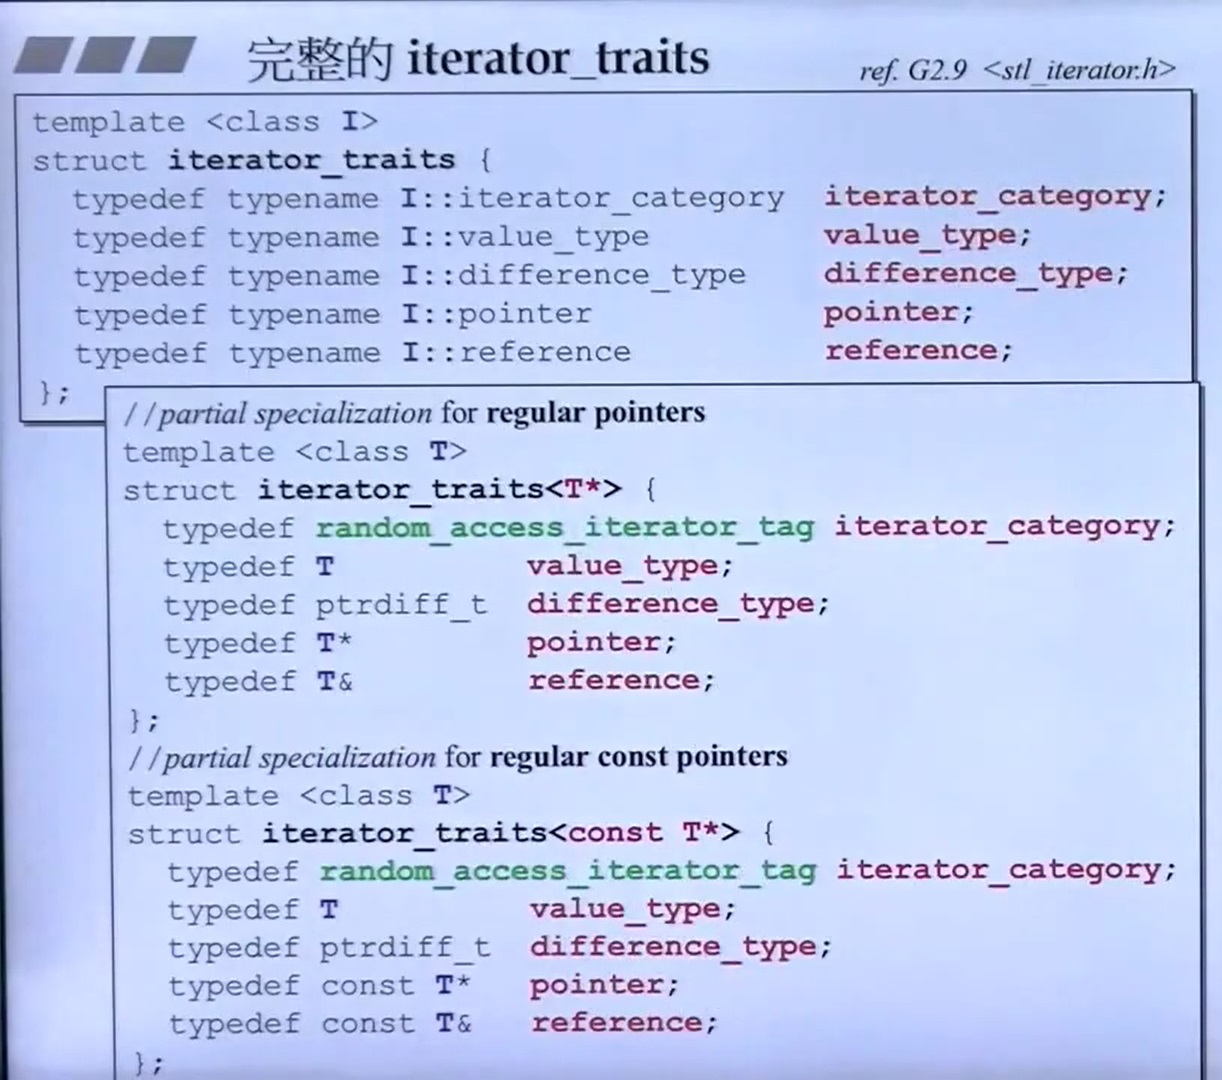 完整的 iterator_traits
ref. G2.9 <stl_iterator.h>
template <class I>
struct iterator_traits {
typedef typename I::iterator_category iterator_category;
typedef typename I::value_type value_type;
typedef typename I::difference_type difference_type;
typedef typename I::pointer pointer;
typedef typename I::reference reference;
};
//partial specialization for regular pointers
template <class T>
struct iterator_traits<T*> {
typedef random_access_iterator_tag iterator_category;
typedef T value_type;
typedef ptrdiff_t difference_type;
typedef T* pointer;
typedef T& reference;
};
//partial specialization for regular const pointers
template <class T>
struct iterator_traits<const T*> {
typedef random_access_iterator_tag iterator_category;
typedef T value_type;
typedef ptrdiff_t difference_type;
typedef const T* pointer;
typedef const T& reference;
};